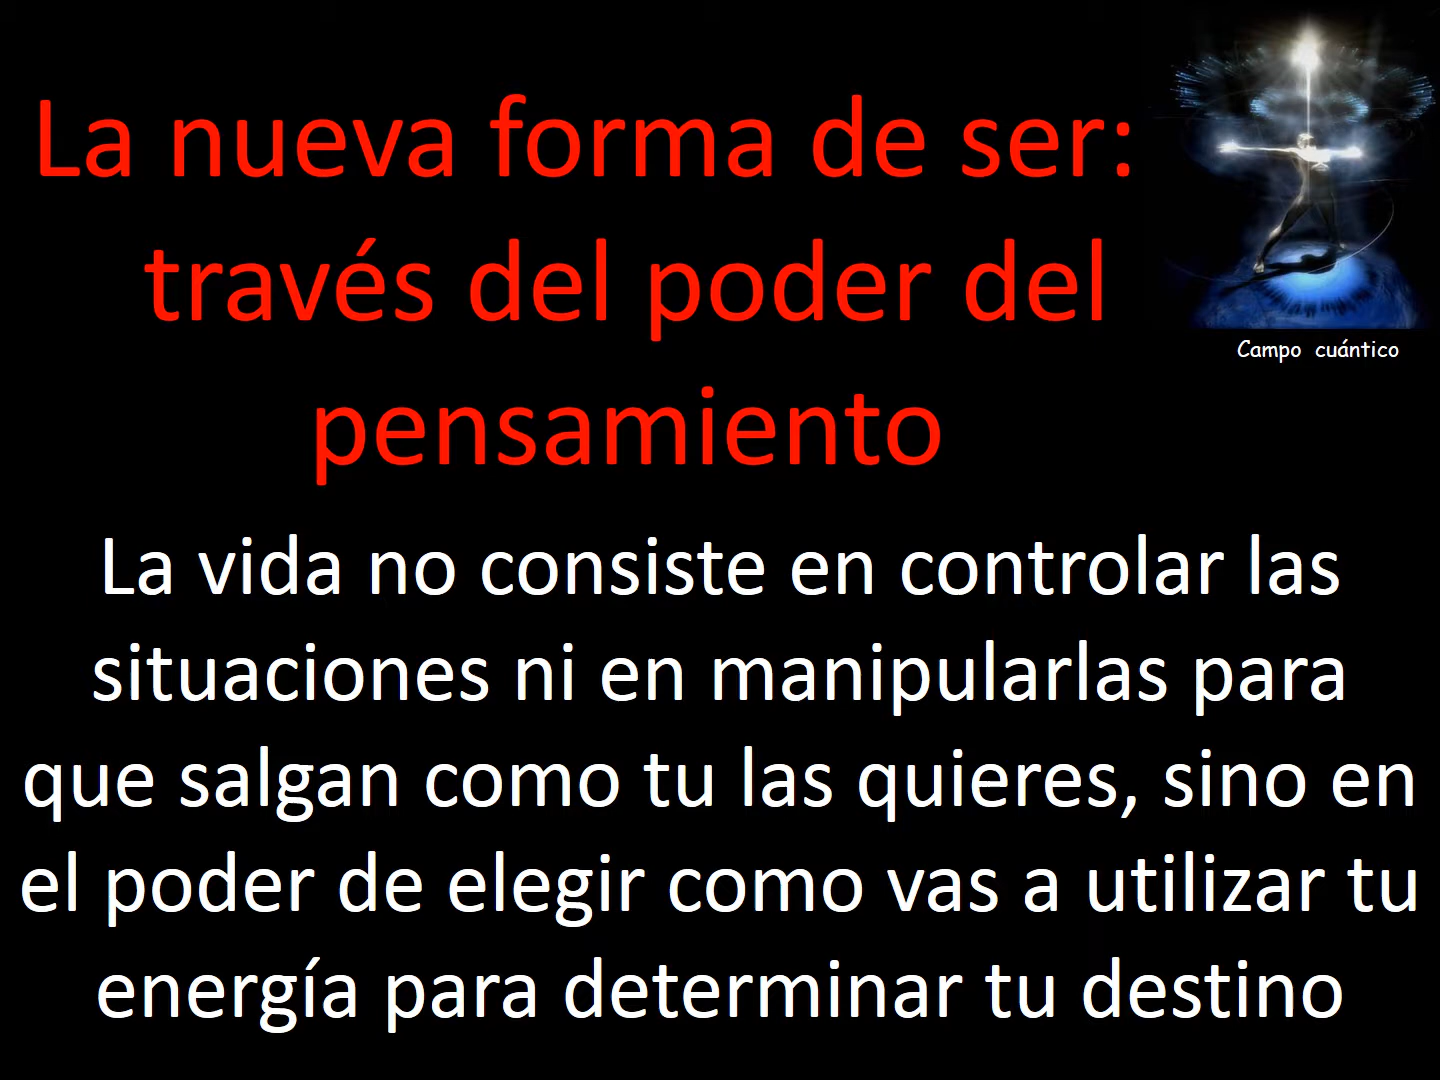 La nueva forma de ser:
través del poder del
pensamiento
Campo cuántico
La vida no consiste en controlar las
situaciones ni en manipularlas para
que salgan como tu las quieres, sino en
el poder de elegir como vas a utilizar tu
energía para determinar tu destino